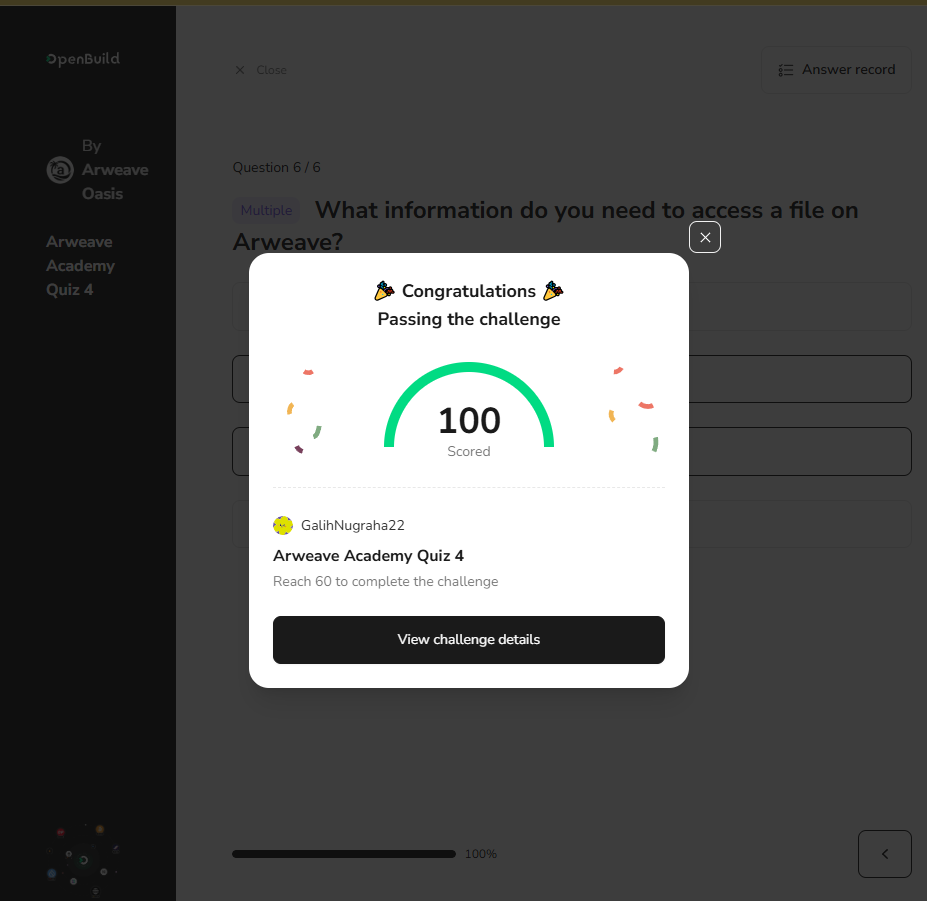 OpenBuild
By
Arweave
Oasis
Arweave
Academy
Quiz 4
Close
Answer record
Question 6 / 6
Multiple What information do you need to access a file on
Arweave?
Congratulations
Passing the challenge
100
Scored
GalihNugraha22
Arweave Academy Quiz 4
Reach 60 to complete the challenge
View challenge details
100%